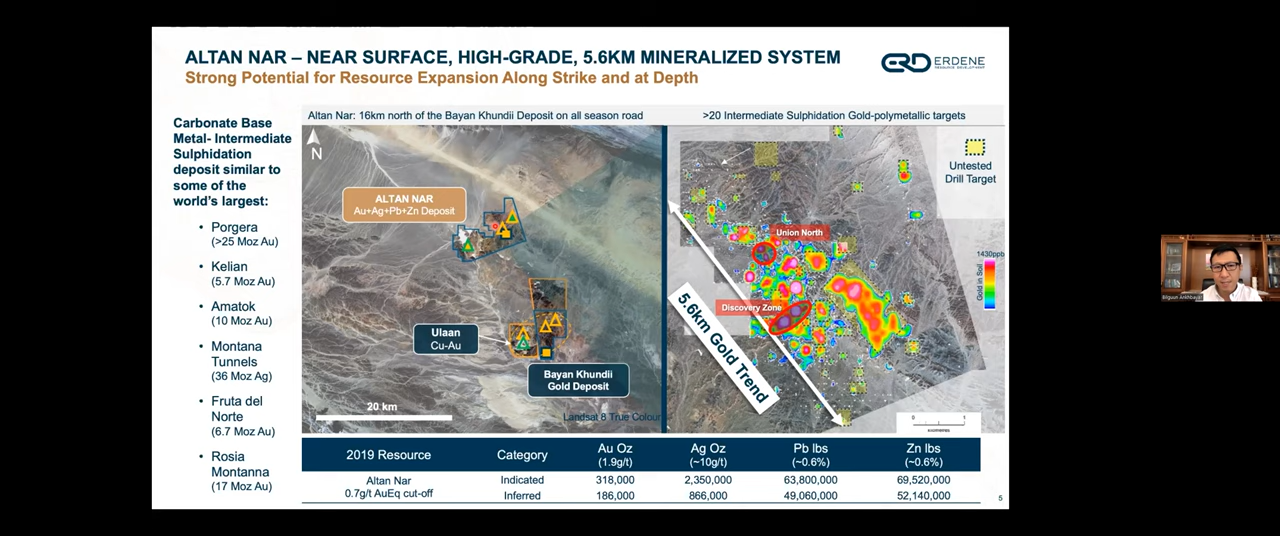 ALTAN NAR – NEAR SURFACE, HIGH-GRADE, 5.6KM MINERALIZED SYSTEM
Strong Potential for Resource Expansion Along Strike and at Depth
ERD ERDENE
RESOURCE DEVELOPMENT
Carbonate Base
Metal- Intermediate
Sulphidation
deposit similar to
some of the
world's largest:
• Porgera
(>25 Moz Au)
• Kelian
(5.7 Moz Au)
• Amatok
(10 Moz Au)
• Montana
Tunnels
(36 Moz Ag)
• Fruta del
Norte
(6.7 Moz Au)
• Rosia
Montanna
(17 Moz Au)
Altan Nar: 16km north of the Bayan Khundii Deposit on all season road
N
ALTAN NAR
Au+Ag+Pb+Zn Deposit
Ulaan
Cu-Au
Bayan Khundii
Gold Deposit
20 km
Landsat 8 True Colour
>20 Intermediate Sulphidation Gold-polymetallic targets
Untested
Drill Target
Union North
Discovery Zone
5.6km Gold Trend
1430ppb
Gold in Soil
0 1
KILOMETRES
2019 Resource Category Au Oz (1.9g/t) Ag Oz (~10g/t) Pb lbs (~0.6%) Zn lbs (~0.6%)
Altan Nar
0.7g/t AuEq cut-off
Indicated 318,000 2,350,000 63,800,000 69,520,000
Inferred 186,000 866,000 49,060,000 52,140,000
5
Bilguun Ankhbayar